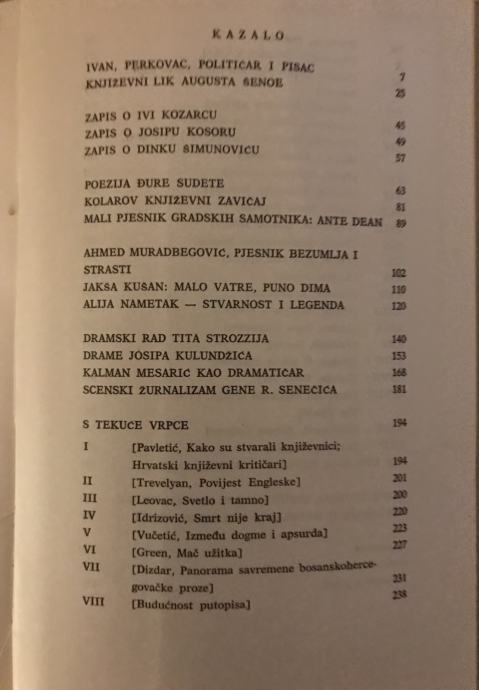 KAZALO
IVAN, PERKOVAC, POLITIČAR I PISAC 7
KNJIŽEVNI LIK AUGUSTA ŠENOE 25
ZAPIS O IVI KOZARCU 45
ZAPIS O JOSIPU KOSORU 49
ZAPIS O DINKU ŠIMUNOVIĆU 57
POEZIJA ĐURE SUDETE 63
KOLAROV KNJIŽEVNI ZAVIČAJ 81
MALI PJESNIK GRADSKIH SAMOTNIKA: ANTE DEAN 89
AHMED MURADBEGOVIĆ, PJESNIK BEZUMLJA I
STRASTI 102
JAKŠA KUŠAN: MALO VATRE, PUNO DIMA 110
ALIJA NAMETAK — STVARNOST I LEGENDA 120
DRAMSKI RAD TITA STROZZIJA 140
DRAME JOSIPA KULUNDŽIĆA 153
KALMAN MESARIĆ KAO DRAMATIČAR 168
SCENSKI ŽURNALIZAM GENE R. SENEČIĆA 181
S TEKUĆE VRPCE 194
I [Pavletić, Kako su stvarali književnici;
Hrvatski književni kritičari] 194
II [Trevelyan, Povijest Engleske] 201
III [Leovac, Svetlo i tamno] 200
IV [Idrizović, Smrt nije kraj] 220
V [Vučetić, Između dogme i apsurda] 223
VI [Green, Mač užitka] 227
VII [Dizdar, Panorama savremene bosanskoherce-
govačke proze] 231
VIII [Budućnost putopisa] 238